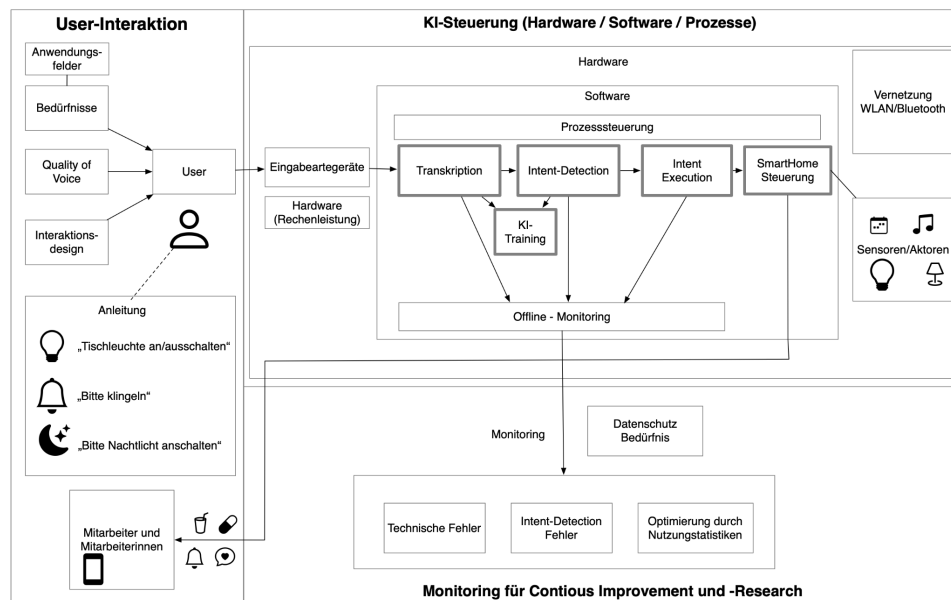 User-Interaktion
KI-Steuerung (Hardware / Software / Prozesse)
Anwendungs-
felder
Bedürfnisse
Quality of
Voice
Interaktions-
design
User
Anleitung
„Tischleuchte an/ausschalten“
„Bitte klingeln“
„Bitte Nachtlicht anschalten“
Mitarbeiter und
Mitarbeiterinnen
Hardware
Software
Prozesssteuerung
Eingabeartegeräte
Hardware
(Rechenleistung)
Transkription
Intent-Detection
Intent
Execution
SmartHome
Steuerung
KI-
Training
Offline - Monitoring
Vernetzung
WLAN/Bluetooth
Sensoren/Aktoren
Monitoring
Datenschutz
Bedürfnis
Technische Fehler
Intent-Detection
Fehler
Optimierung durch
Nutzungstatistiken
Monitoring für Contious Improvement und -Research